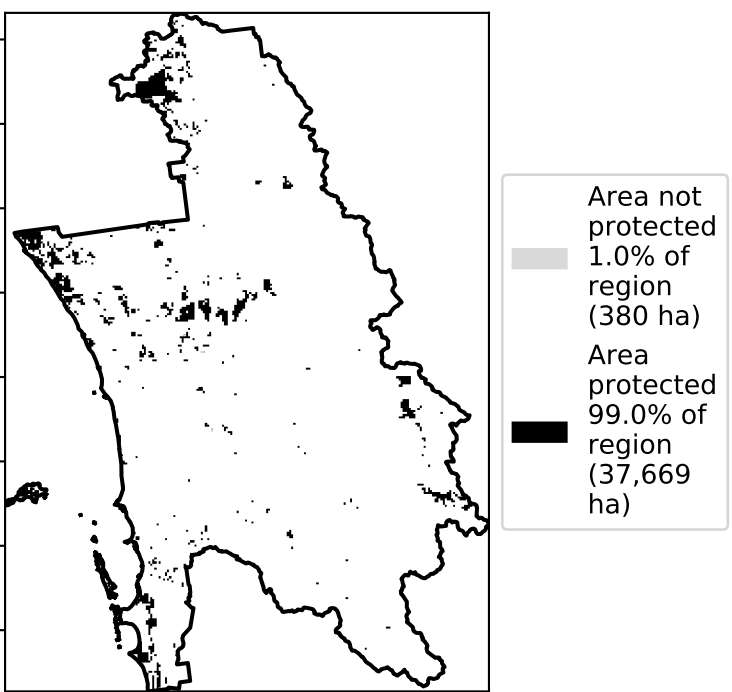 Area not
protected
1.0% of
region
(380 ha)
Area
protected
99.0% of
region
(37,669
ha)